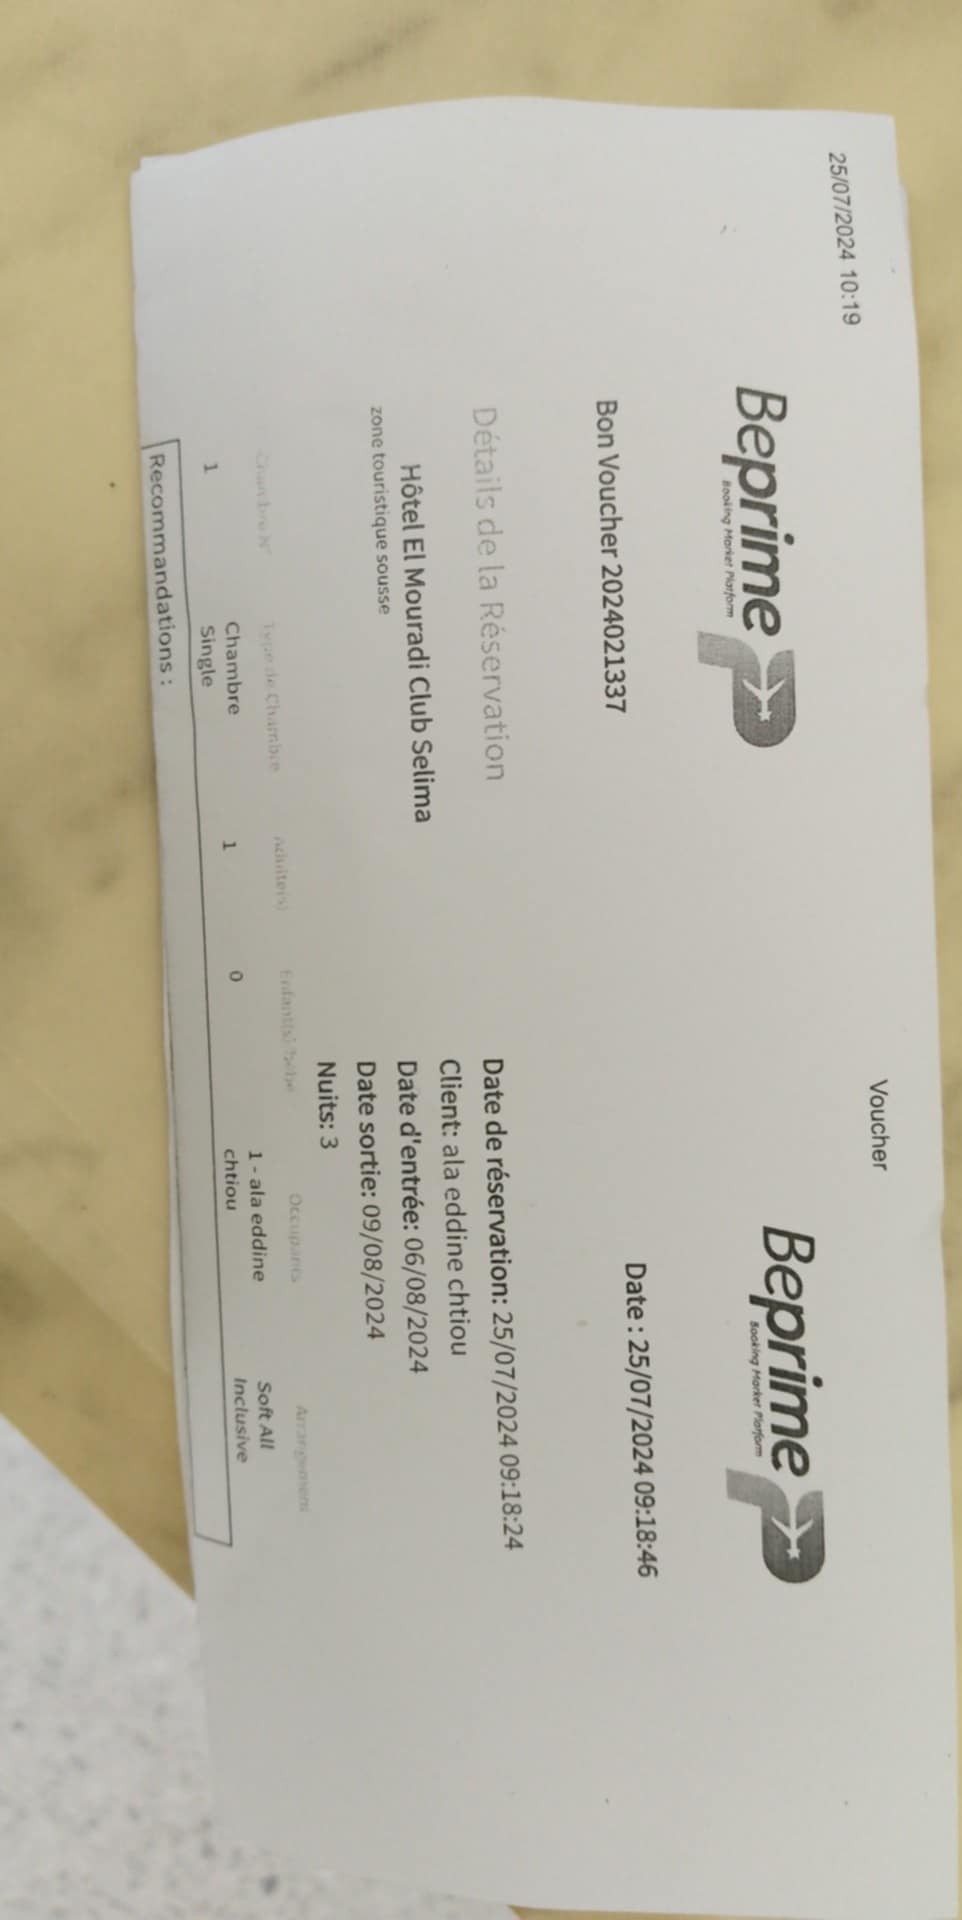 25/07/2024 10:19
Voucher
Beprime
Booking Market Platform
Beprime
Booking Market Platform
Bon Voucher 2024021337
Date : 25/07/2024 09:18:46
Détails de la Réservation
Hôtel El Mouradi Club Selima
zone touristique sousse
Date de réservation: 25/07/2024 09:18:24
Client: ala eddine chtiou
Date d'entrée: 06/08/2024
Date sortie: 09/08/2024
Nuits: 3
Chambre N° Type de Chambre Adulte(s) Enfant(s)/bébé Occupants Arrangement
1 Chambre Single 1 0 1 - ala eddine chtiou Soft All Inclusive
Recommandations :